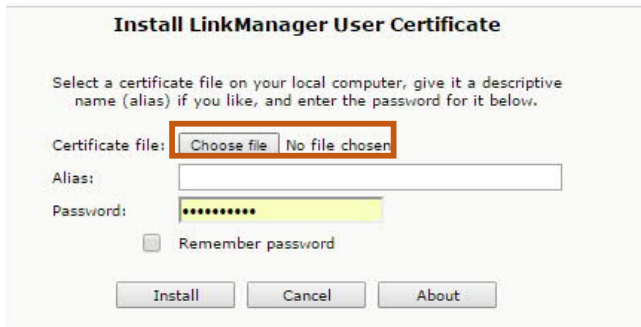 Install LinkManager User Certificate
Select a certificate file on your local computer, give it a descriptive
name (alias) if you like, and enter the password for it below.
Certificate file: Choose file No file chosen
Alias:
Password: ••••••••••
Remember password
Install Cancel About